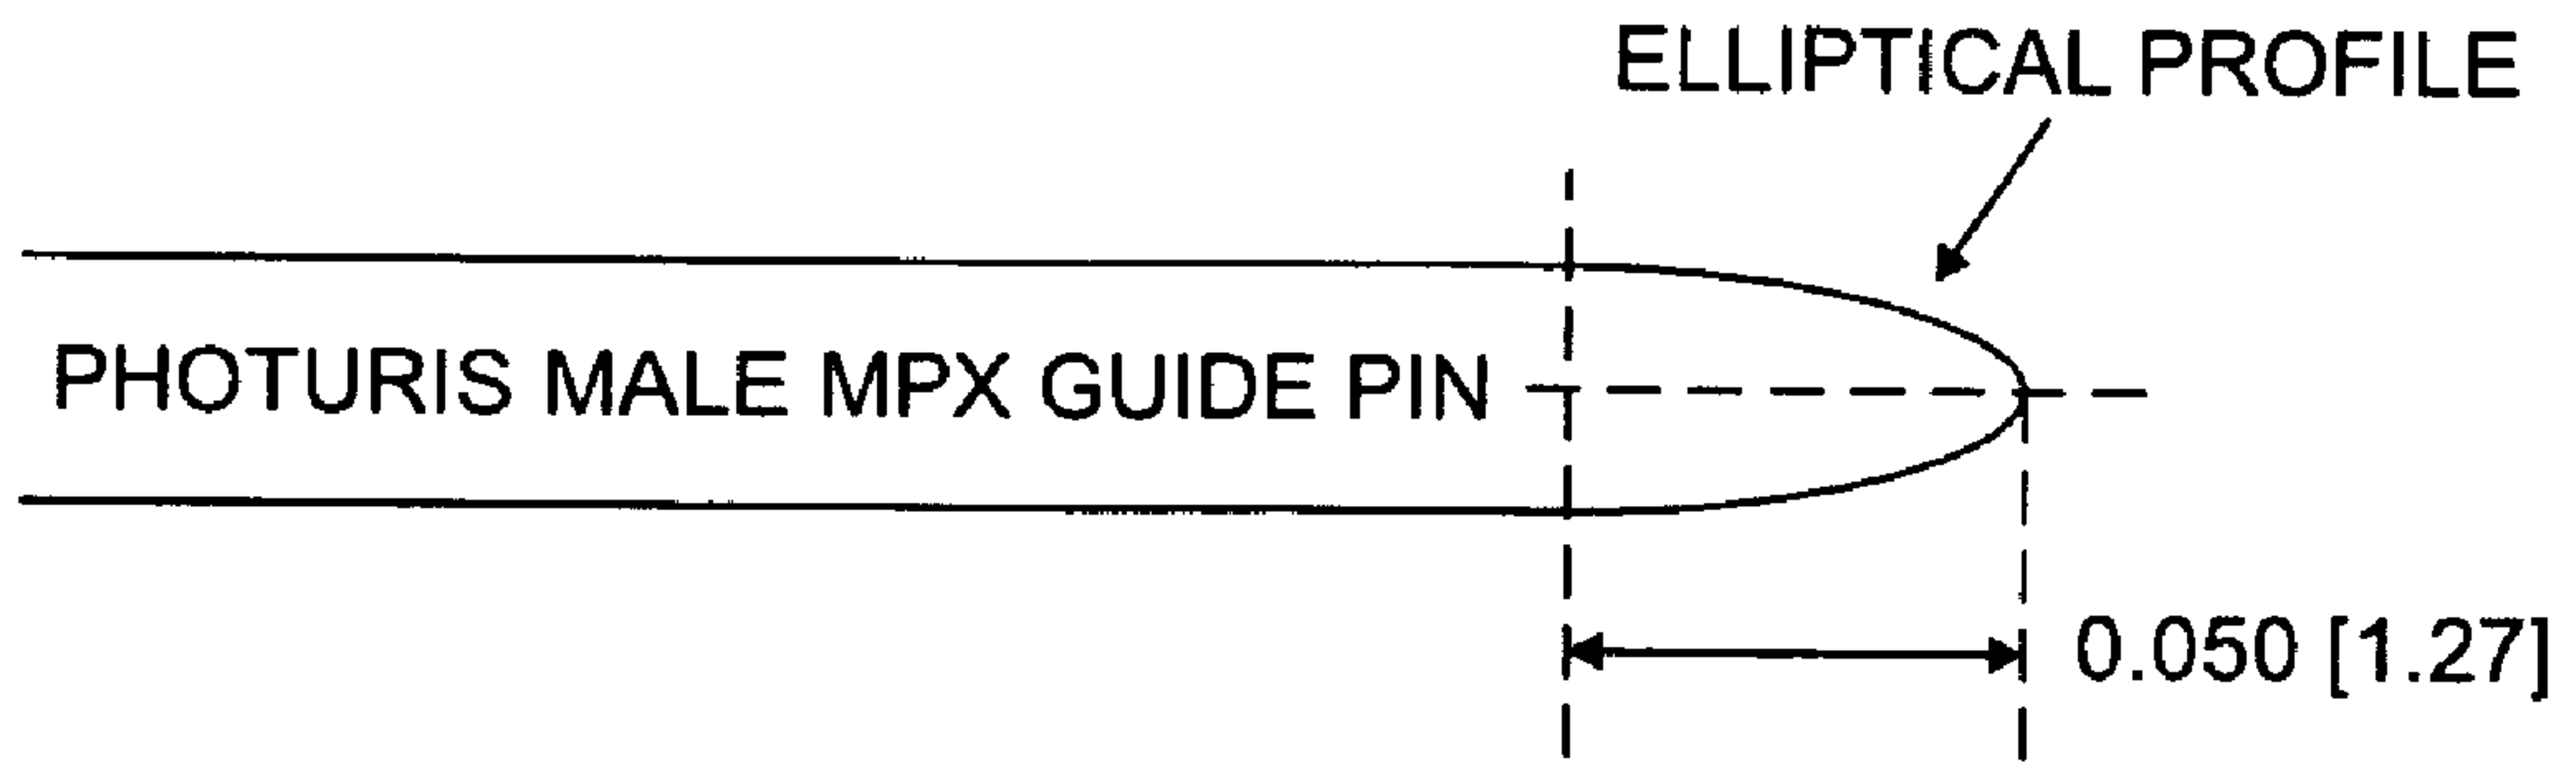 ELLIPTICAL PROFILE
PHOTURIS MALE MPX GUIDE PIN
0.050 [1.27]